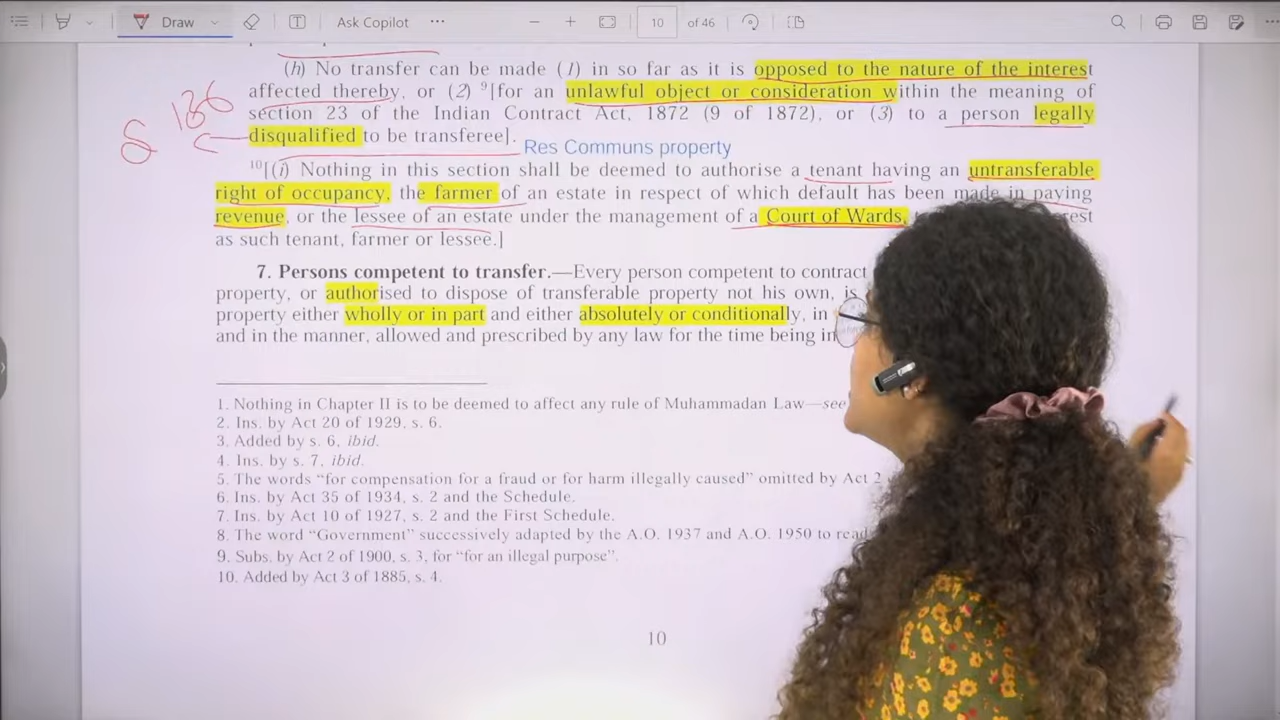 Draw
Ask Copilot
10 of 46
(h) No transfer can be made (1) in so far as it is opposed to the nature of the interest
affected thereby, or (2) 9[for an unlawful object or consideration within the meaning of
section 23 of the Indian Contract Act, 1872 (9 of 1872), or (3) to a person legally
disqualified to be transferee].
S 136
Res Communs property
10[(i) Nothing in this section shall be deemed to authorise a tenant having an untransferable
right of occupancy, the farmer of an estate in respect of which default has been made in paying
revenue, or the lessee of an estate under the management of a Court of Wards,
as such tenant, farmer or lessee.]
7. Persons competent to transfer.—Every person competent to contract
property, or authorised to dispose of transferable property not his own, is
property either wholly or in part and either absolutely or conditionally, in
and in the manner, allowed and prescribed by any law for the time being in
1. Nothing in Chapter II is to be deemed to affect any rule of Muhammadan Law—see
2. Ins. by Act 20 of 1929, s. 6.
3. Added by s. 6, ibid.
4. Ins. by s. 7, ibid.
5. The words “for compensation for a fraud or for harm illegally caused” omitted by Act 2
6. Ins. by Act 35 of 1934, s. 2 and the Schedule.
7. Ins. by Act 10 of 1927, s. 2 and the First Schedule.
8. The word “Government” successively adapted by the A.O. 1937 and A.O. 1950 to read
9. Subs. by Act 2 of 1900, s. 3, for “for an illegal purpose”.
10. Added by Act 3 of 1885, s. 4.
10